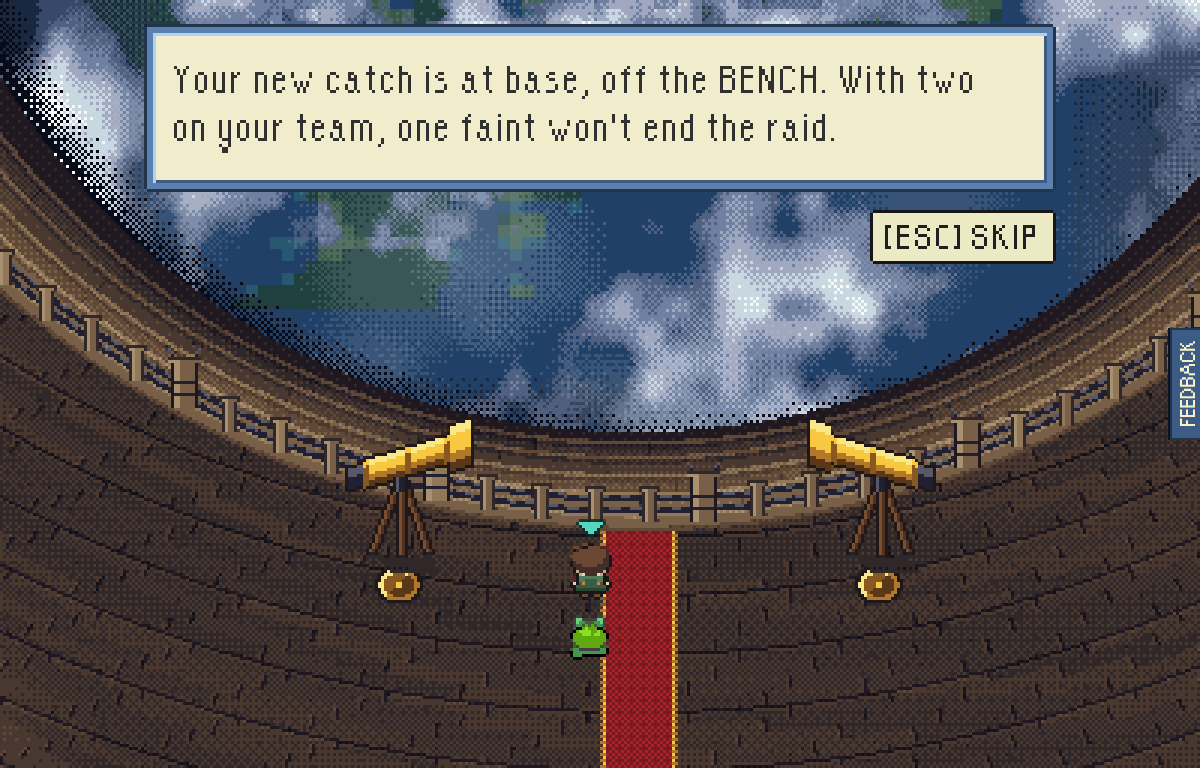 Your new catch is at base, off the BENCH. With two
on your team, one faint won't end the raid.
[ESC] SKIP
FEEDBACK